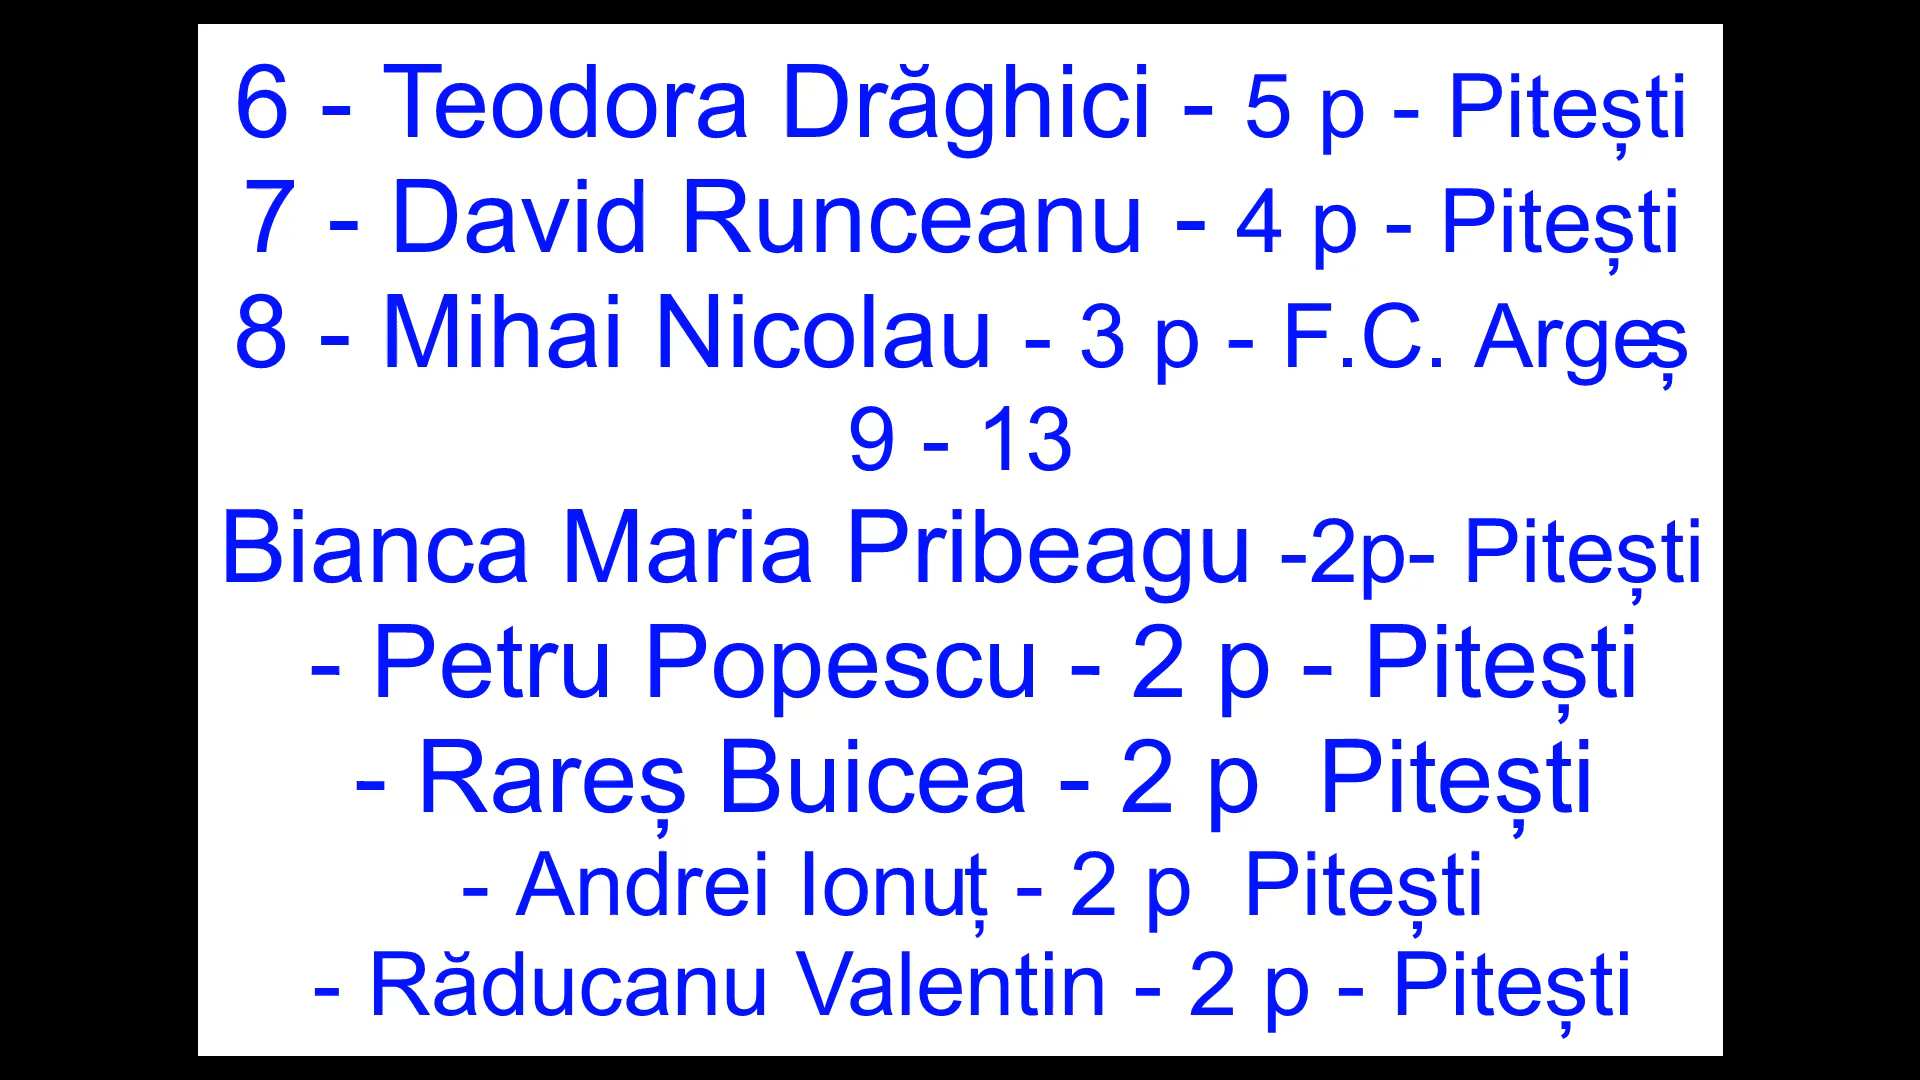 6 - Teodora Drăghici - 5 p - Pitești
7 - David Runceanu - 4 p - Pitești
8 - Mihai Nicolau - 3 p - F.C. Argeș
9 - 13
Bianca Maria Pribeagu -2p- Pitești
- Petru Popescu - 2 p - Pitești
- Rareș Buicea - 2 p  Pitești
- Andrei Ionuț - 2 p  Pitești
- Răducanu Valentin - 2 p - Pitești